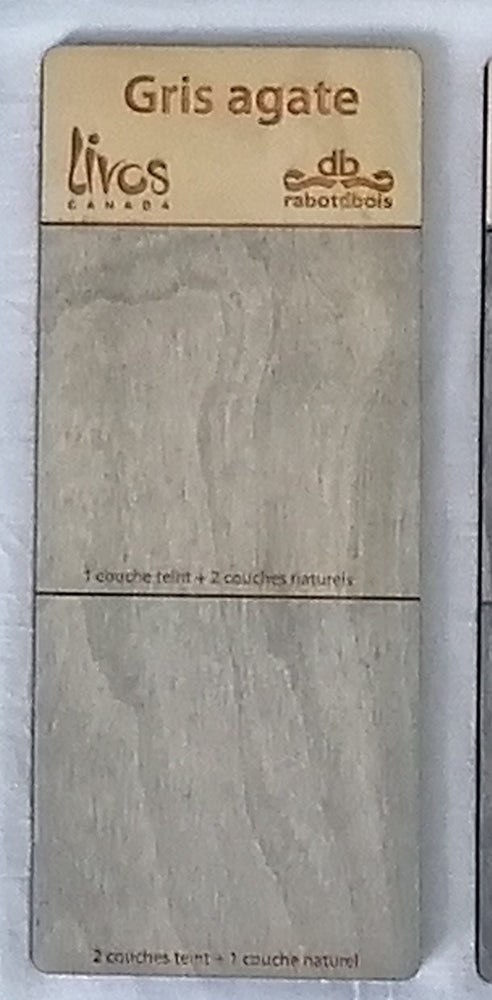 Gris agate
Livos db
CANADA rabotdbois
1 couche teint + 2 couches naturels
2 couches teint + 1 couche naturel